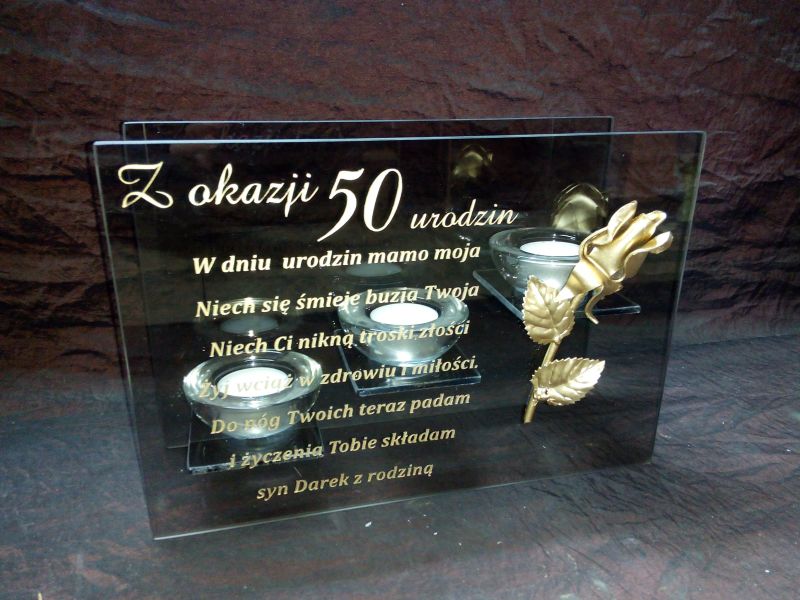 Z okazji 50 urodzin
W dniu urodzin mamo moja
Niech się śmieje buzia Twoja
Niech Ci nikną troski złości
Żyj wciąż w zdrowiu i miłości.
Do nóg Twoich teraz padam
i życzenia Tobie składam
syn Darek z rodziną